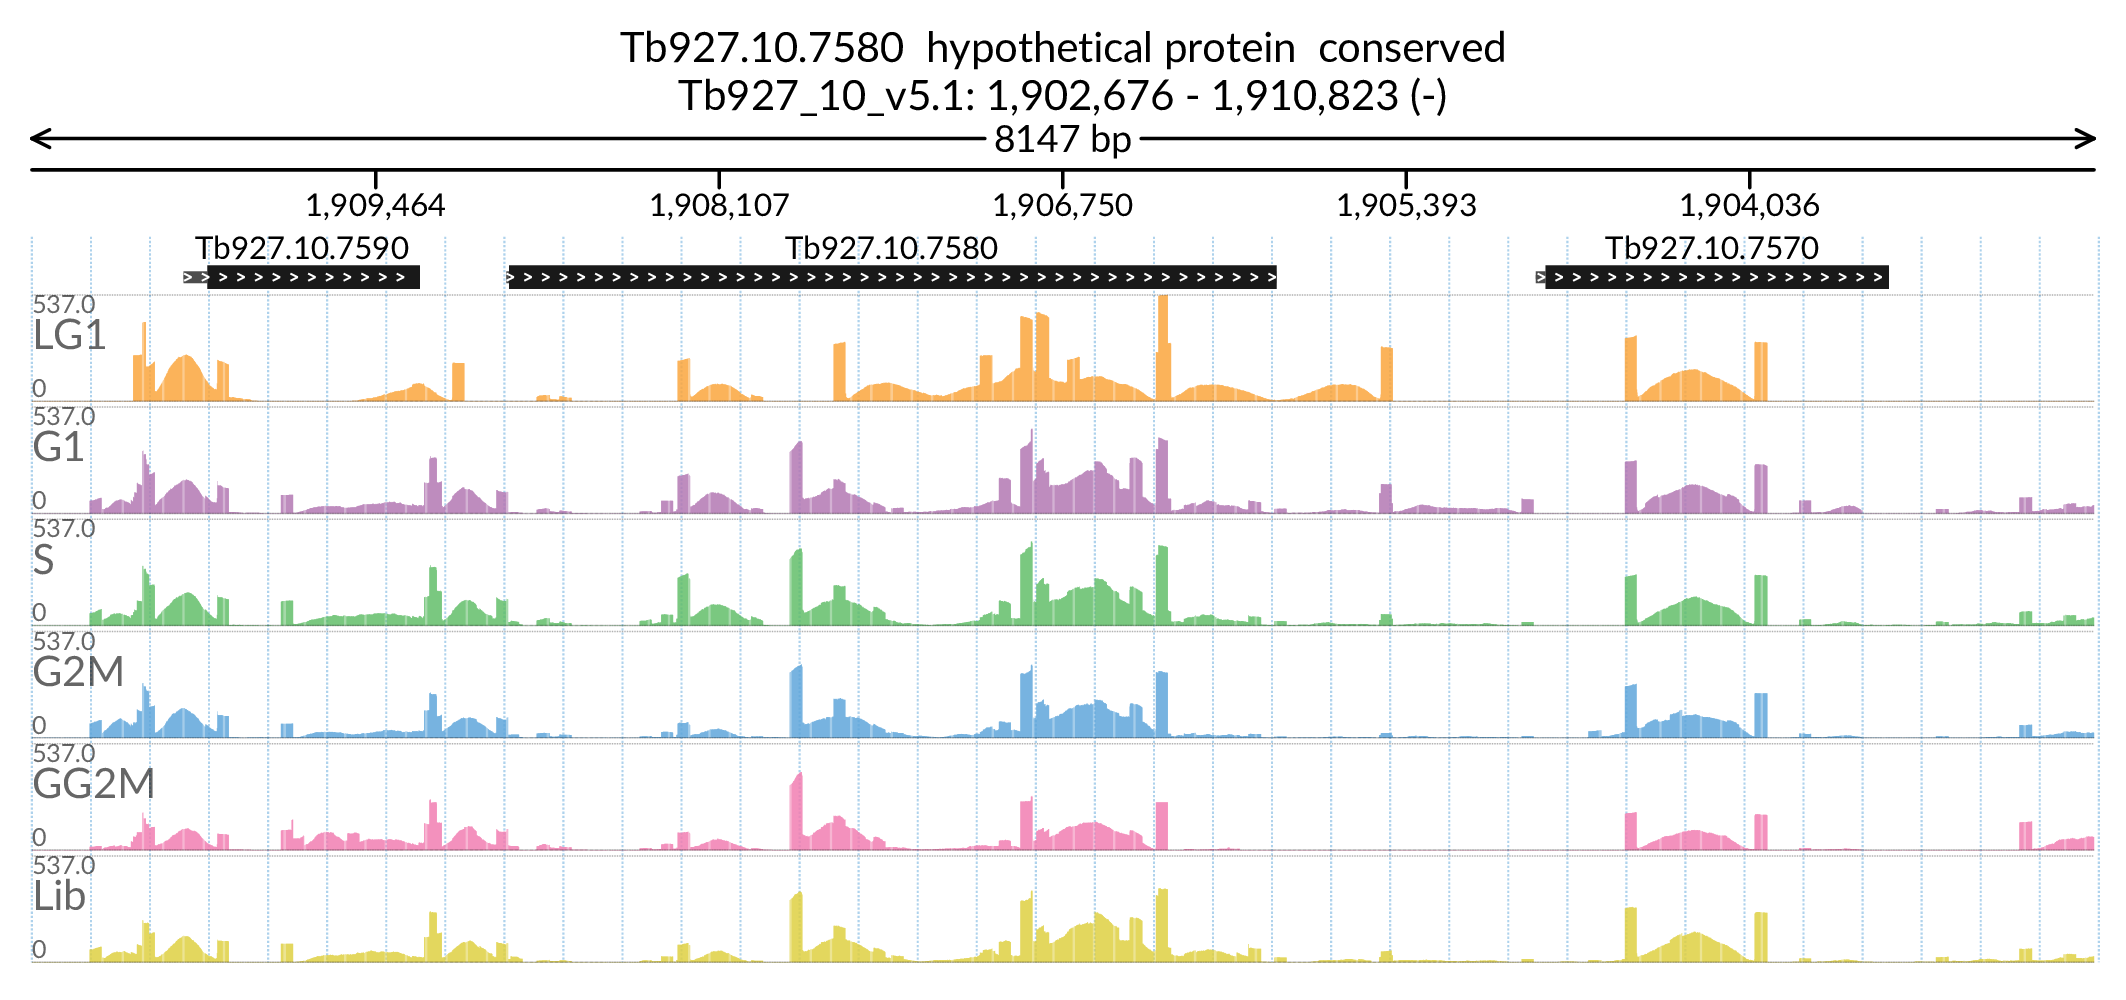 Tb927.10.7580  hypothetical protein  conserved
Tb927_10_v5.1: 1,902,676 - 1,910,823 (-)
8147 bp
1,909,464 1,908,107 1,906,750 1,905,393 1,904,036
Tb927.10.7590 Tb927.10.7580 Tb927.10.7570
537.0
LG1
0
537.0
G1
0
537.0
S
0
537.0
G2M
0
537.0
GG2M
0
537.0
Lib
0